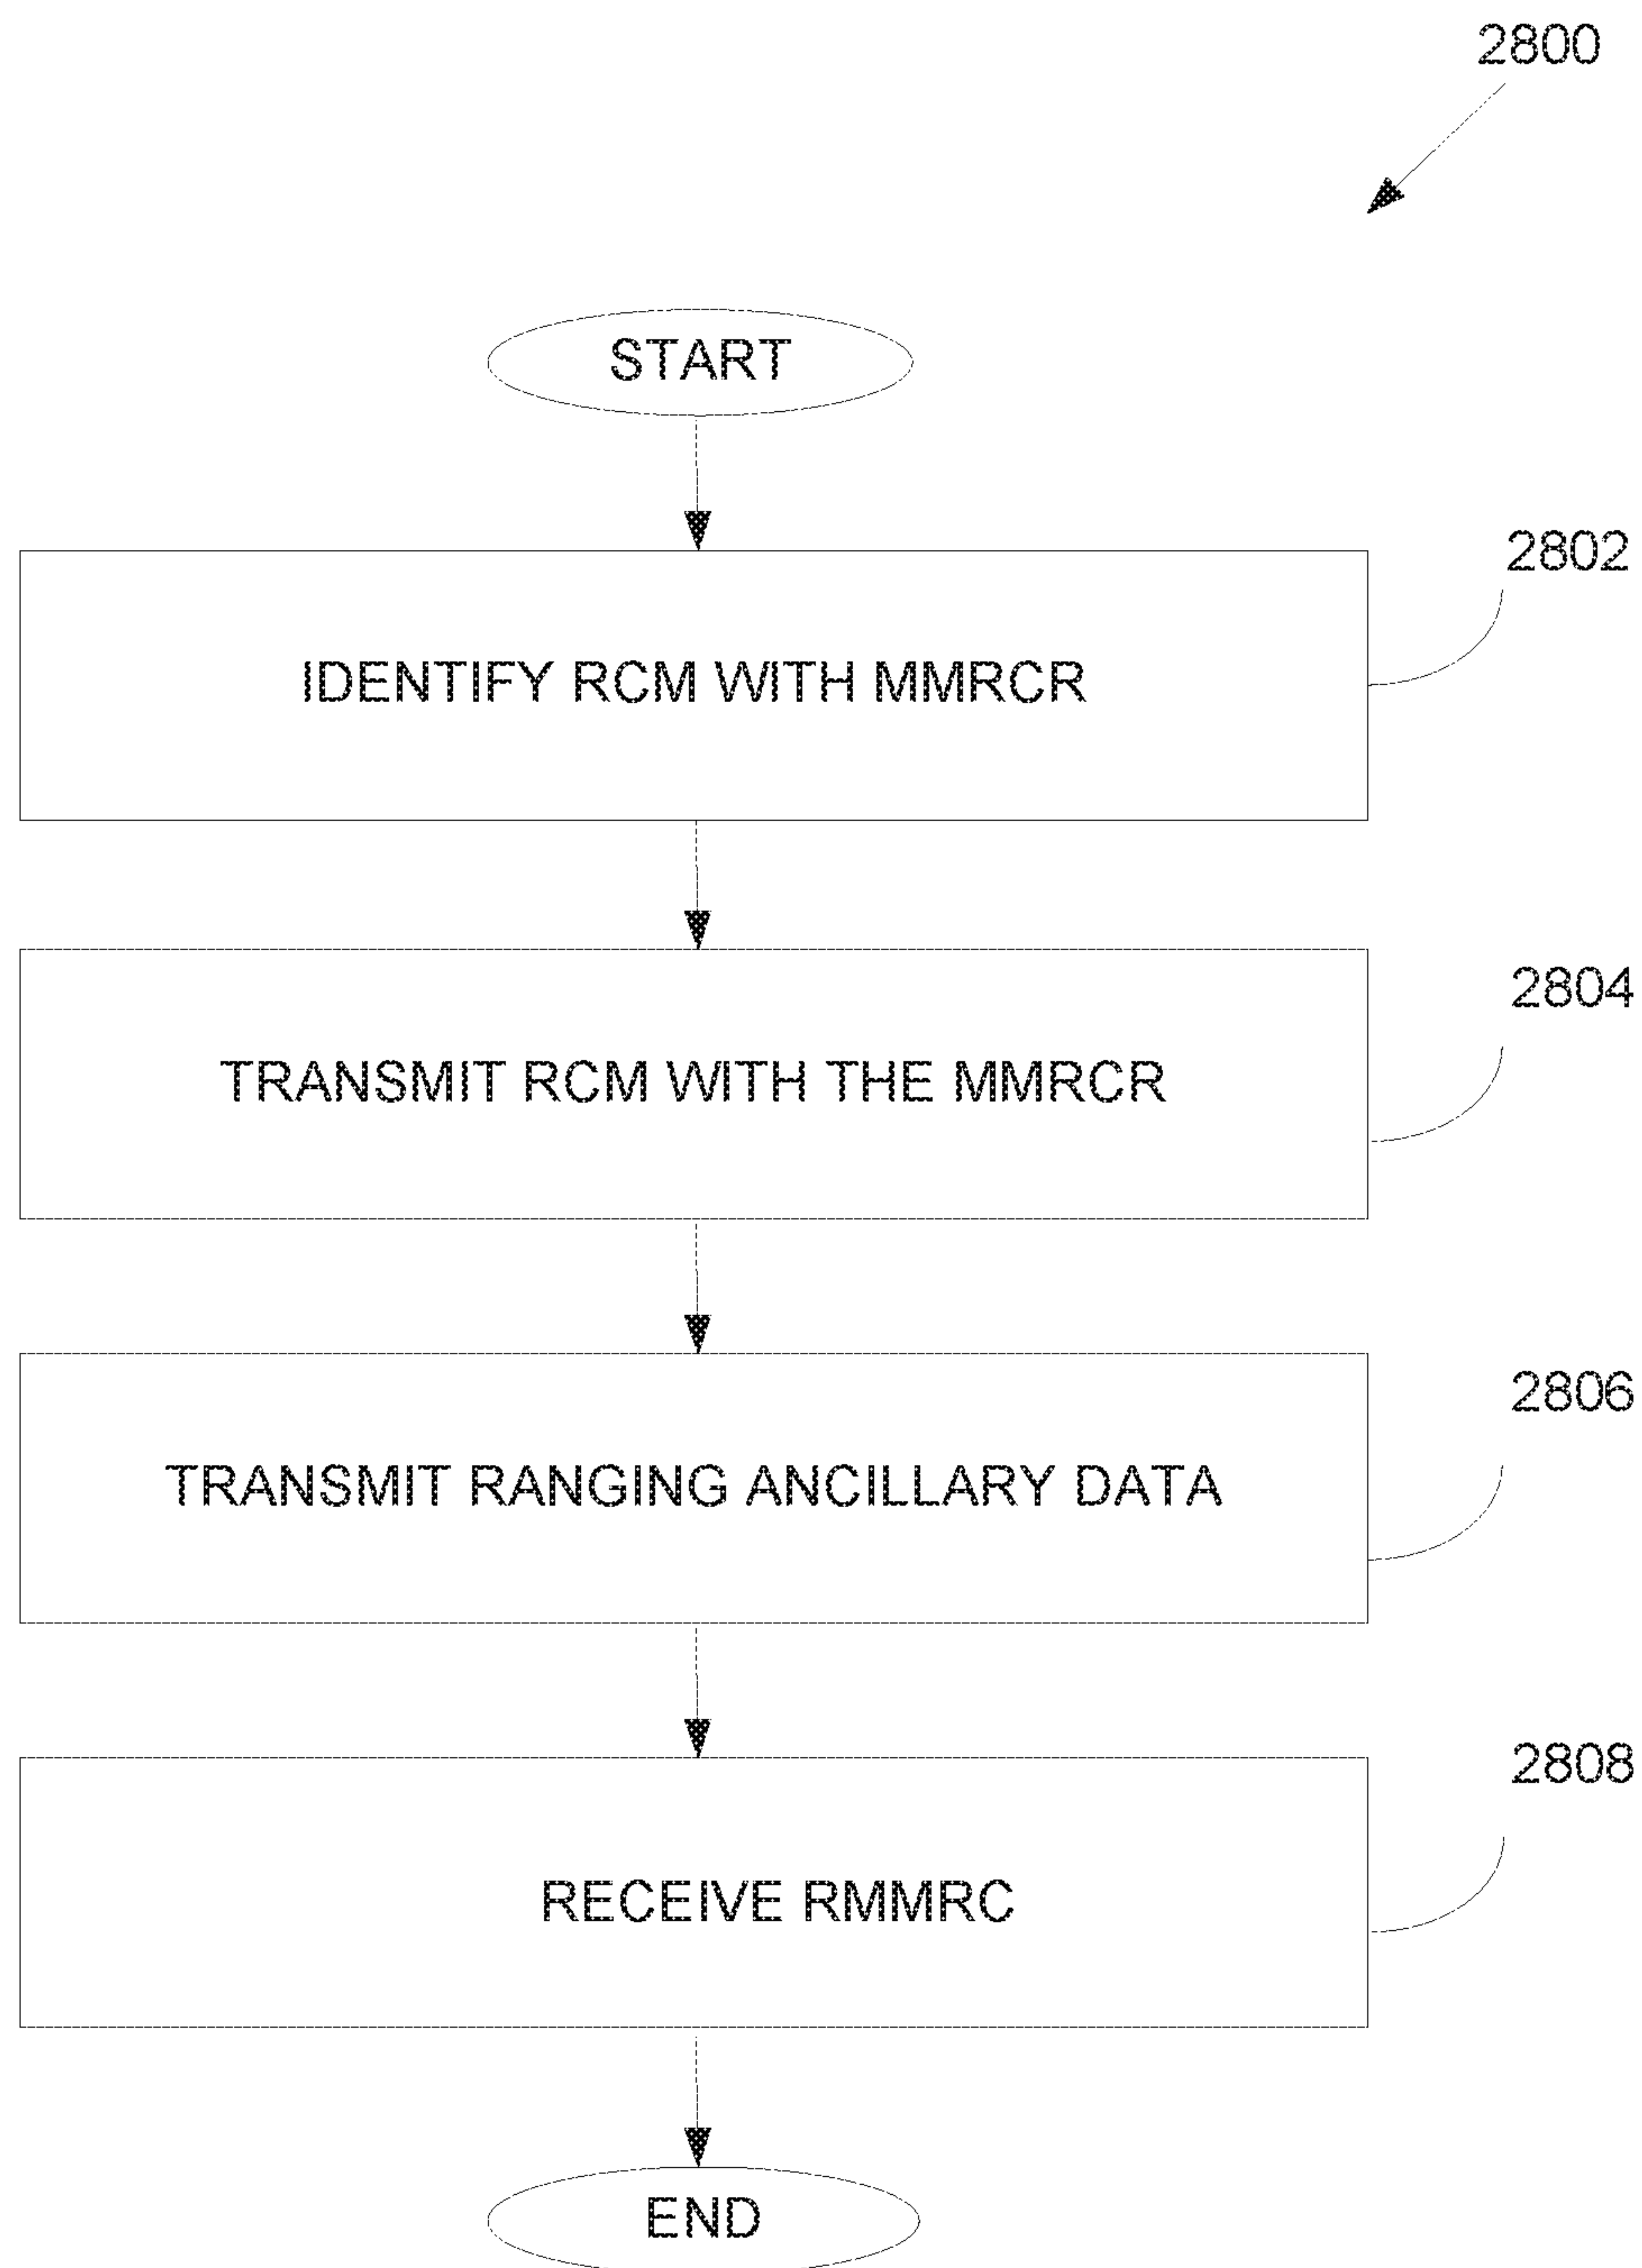 2800
START
2802
IDENTIFY RCM WITH MMRCR
2804
TRANSMIT RCM WITH THE MMRCR
2806
TRANSMIT RANGING ANCILLARY DATA
2808
RECEIVE RMMRC
END